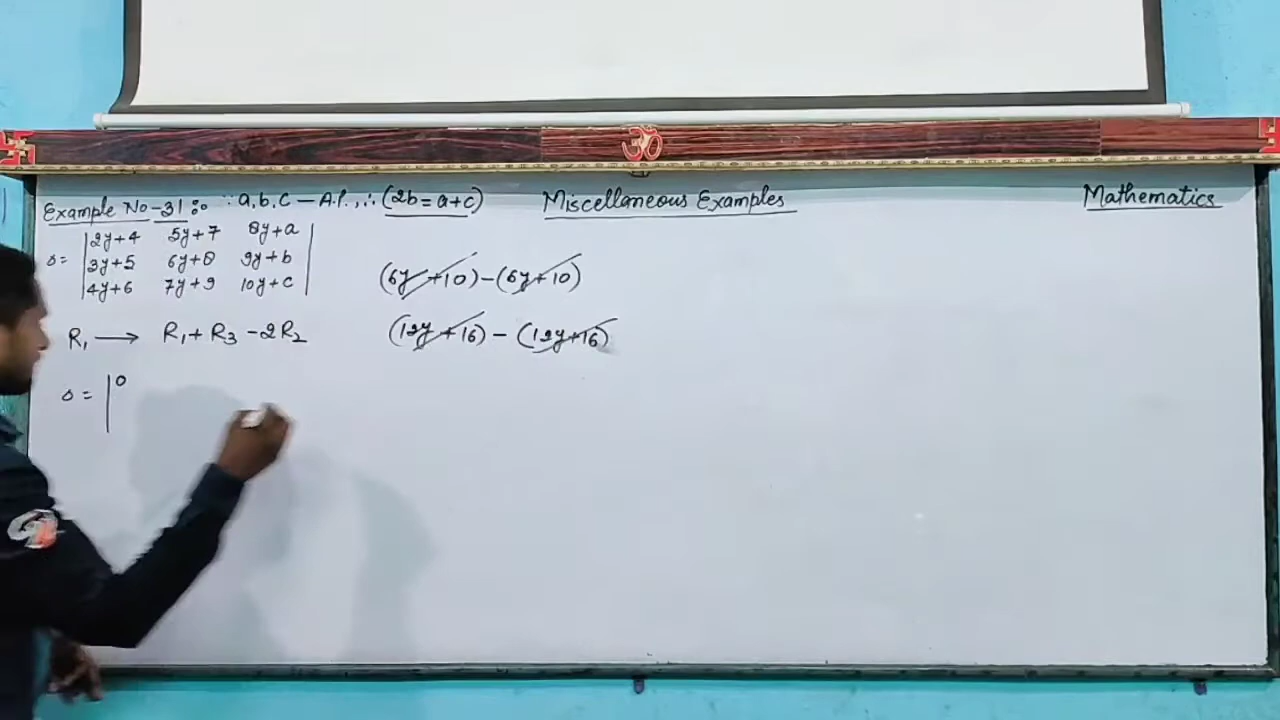 Example No-31 :- ∵ a, b, c – A.P., ∴ (2b = a+c)
Miscellaneous Examples
Mathematics
Δ = | 2y+4 5y+7 8y+a |
| 3y+5 6y+8 9y+b |
| 4y+6 7y+9 10y+c |
(6y+10) – (6y+10)
R₁ → R₁ + R₃ – 2R₂
(12y+16) – (12y+16)
Δ = | 0